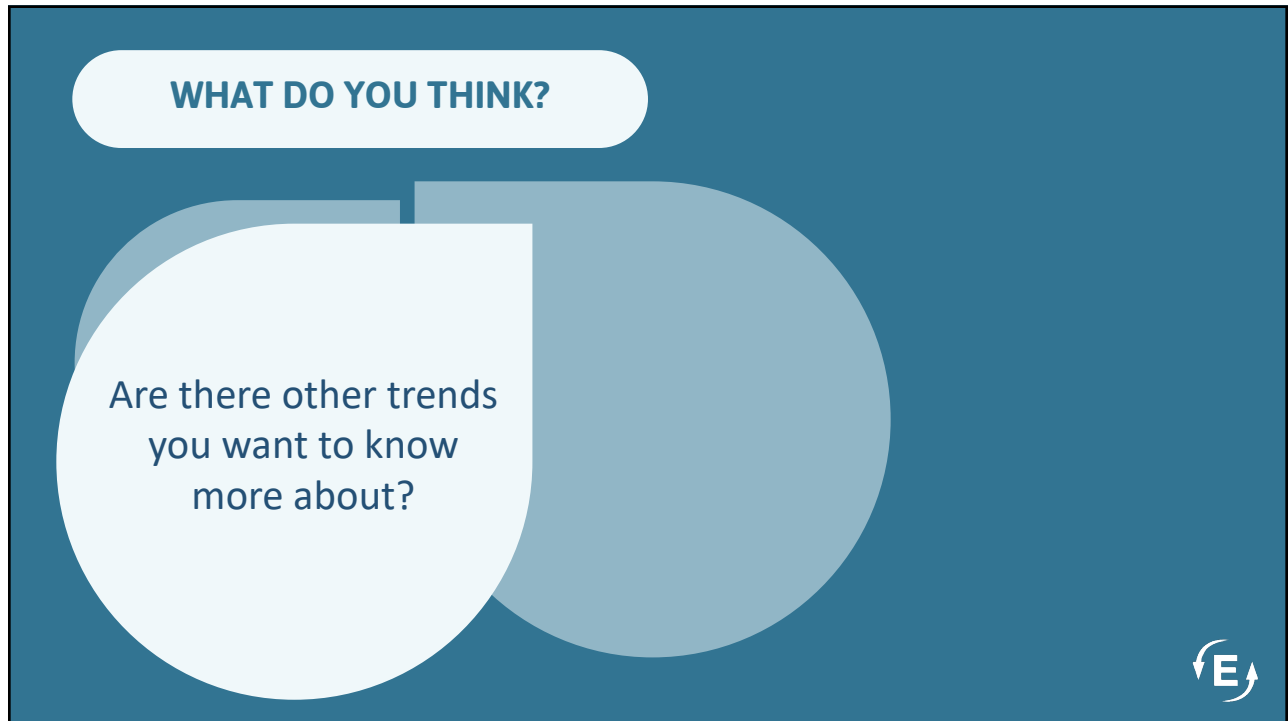 WHAT DO YOU THINK?
Are there other trends
you want to know
more about?
E